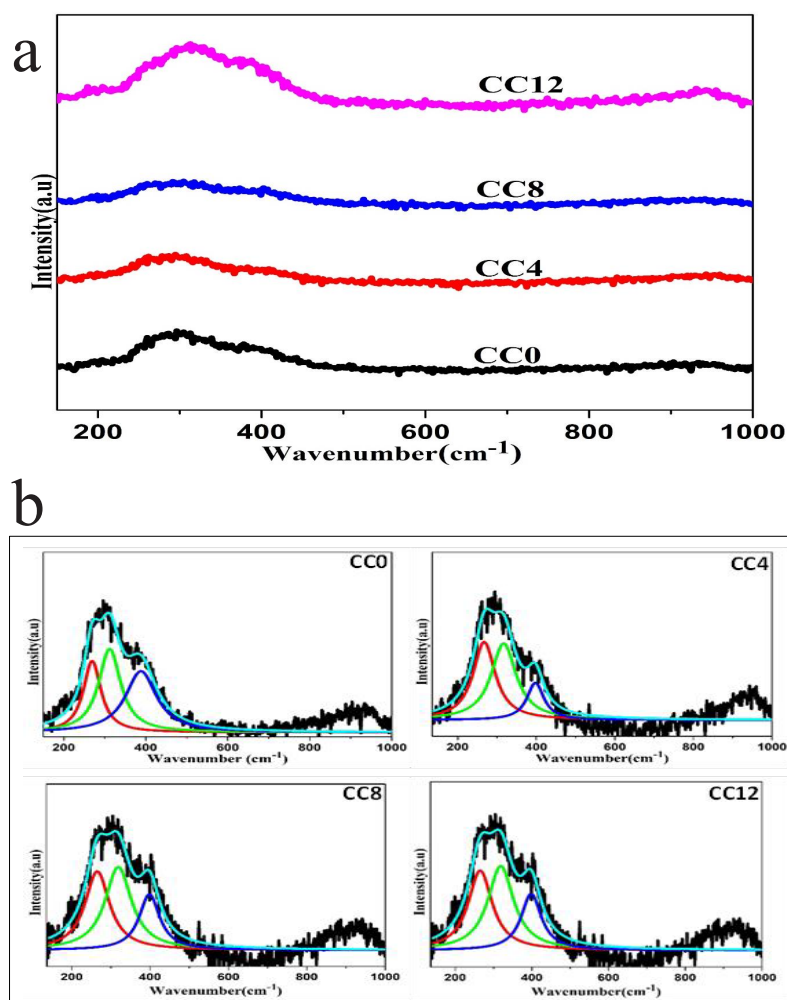 a
CC12
CC8
CC4
CC0
Intensity(a.u)
200 400 600 800 1000
Wavenumber(cm-1)
b
CC0
Intensity(a.u)
200 400 600 800 1000
Wavenumber (cm-1)
CC4
Intensity(a.u)
200 400 600 800 1000
Wavenumber (cm-1)
CC8
Intensity(a.u)
200 400 600 800 1000
Wavenumber (cm-1)
CC12
Intensity(a.u)
200 400 600 800 1000
Wavenumber (cm-1)